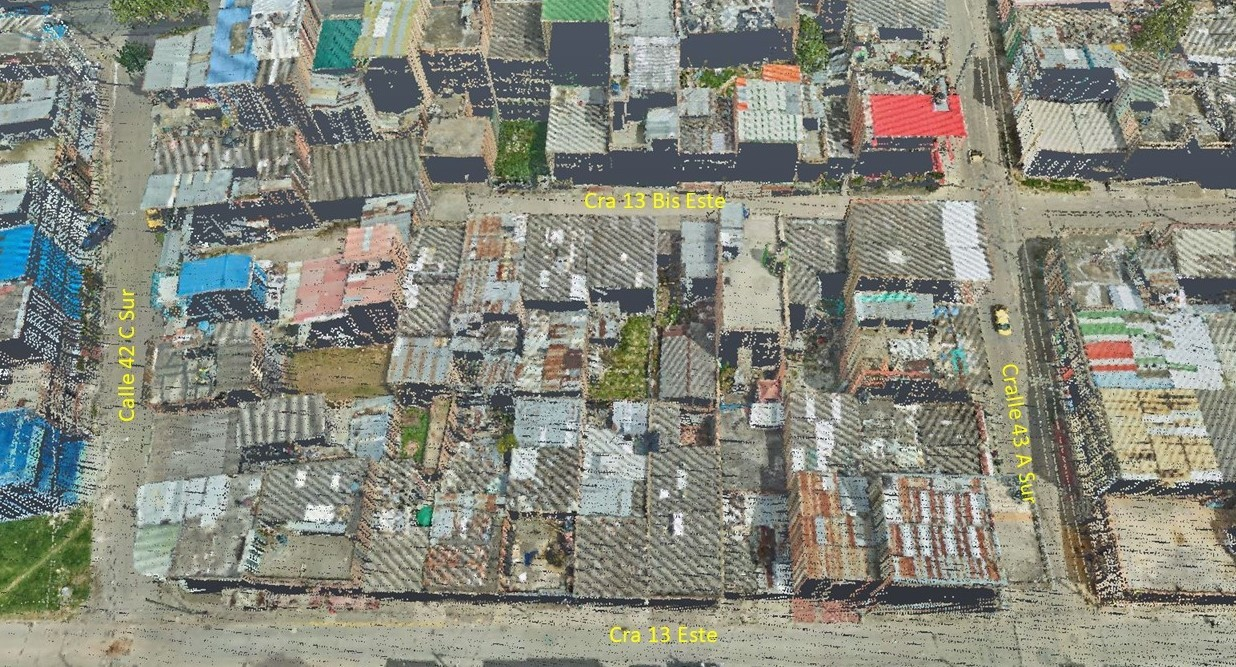 Cra 13 Bis Este
Calle 42 C Sur
Cralle 43 A Sur
Cra 13 Este